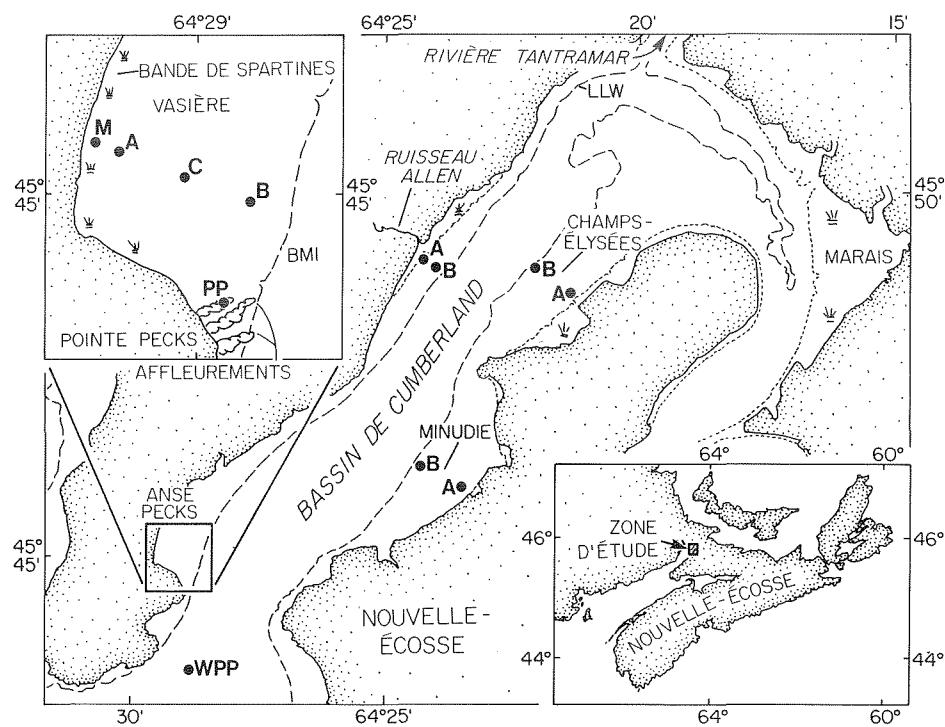 64°29'
64°25'
20'
15'
RIVIÈRE TANTRAMAR
LLW
BANDE DE SPARTINES
VASIÈRE
M
A
C
B
BMI
PP
POINTE PECKS
AFFLEUREMENTS
45°
45'
45°
45'
45°
50'
RUISSEAU
ALLEN
A
B
CHAMPS-
ÉLYSÉES
B
A
MARAIS
BASSIN DE CUMBERLAND
MINUDIE
B
A
ANSE
PECKS
45°
45'
NOUVELLE-
ÉCOSSE
WPP
64°
60°
46°
46°
ZONE
D'ÉTUDE
NOUVELLE-ÉCOSSE
44°
44°
30'
64°25'
64°
60°